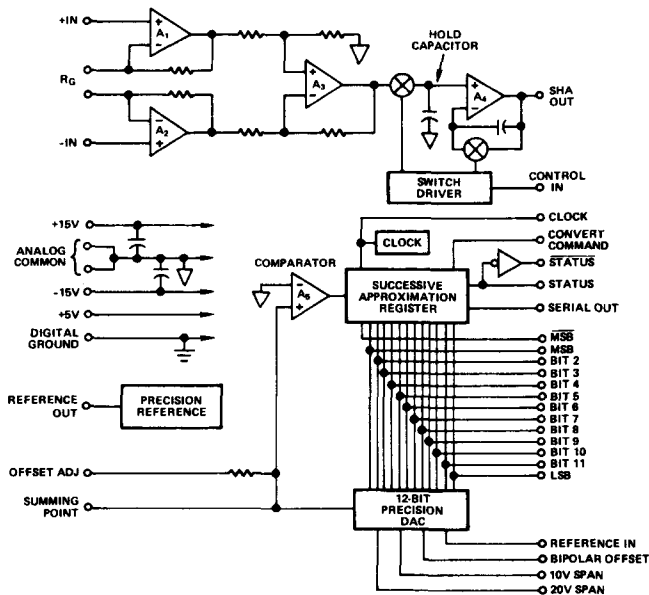 +IN
+
A1
−
RG
−
A2
+
-IN
+
A3
−
HOLD
CAPACITOR
+
A4
−
SHA
OUT
SWITCH
DRIVER
CONTROL
IN
+15V
ANALOG
COMMON
-15V
+5V
DIGITAL
GROUND
REFERENCE
OUT
PRECISION
REFERENCE
OFFSET ADJ
SUMMING
POINT
COMPARATOR
−
A5
+
CLOCK
SUCCESSIVE
APPROXIMATION
REGISTER
CLOCK
CONVERT
COMMAND
S̅T̅A̅T̅U̅S̅
STATUS
SERIAL OUT
M̅S̅B̅
MSB
BIT 2
BIT 3
BIT 4
BIT 5
BIT 6
BIT 7
BIT 8
BIT 9
BIT 10
BIT 11
LSB
12-BIT
PRECISION
DAC
REFERENCE IN
BIPOLAR OFFSET
10V SPAN
20V SPAN